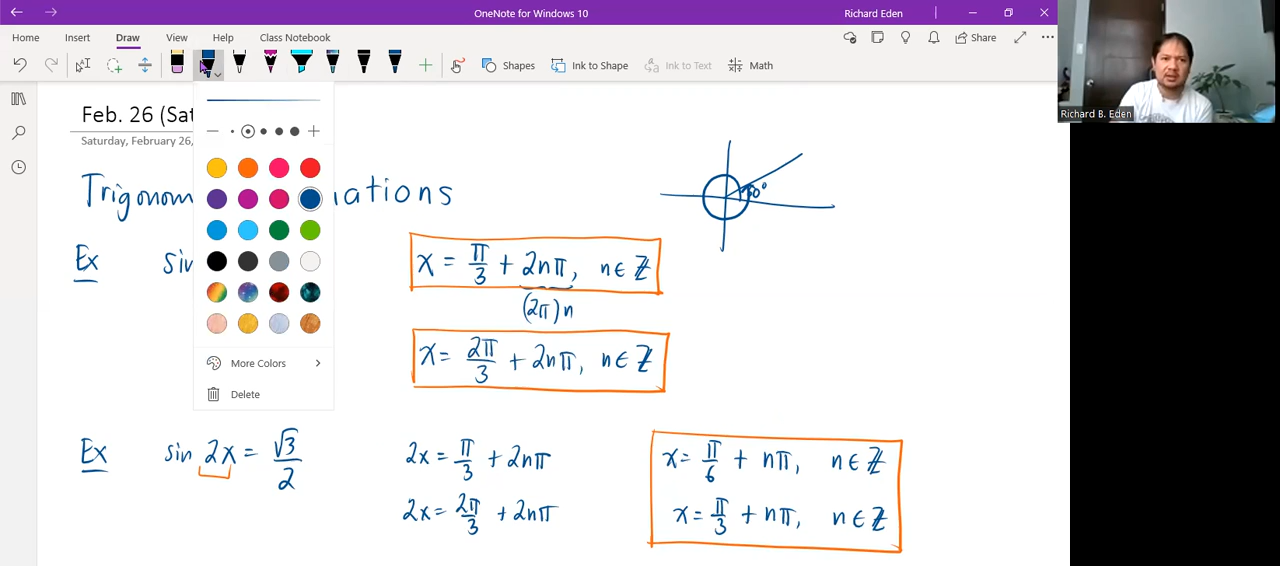 OneNote for Windows 10
Richard Eden
Home Insert Draw View Help Class Notebook
Share
Shapes Ink to Shape Ink to Text Math
Richard B. Eden
Feb. 26 (Sat
Saturday, February 26,
Trigonom uations
Ex sin
x = π/3 + 2nπ, n∈ℤ
(2π)n
x = 2π/3 + 2nπ, n∈ℤ
More Colors
Delete
Ex sin 2x = √3/2
2x = π/3 + 2nπ
2x = 2π/3 + 2nπ
x = π/6 + nπ, n∈ℤ
x = π/3 + nπ, n∈ℤ